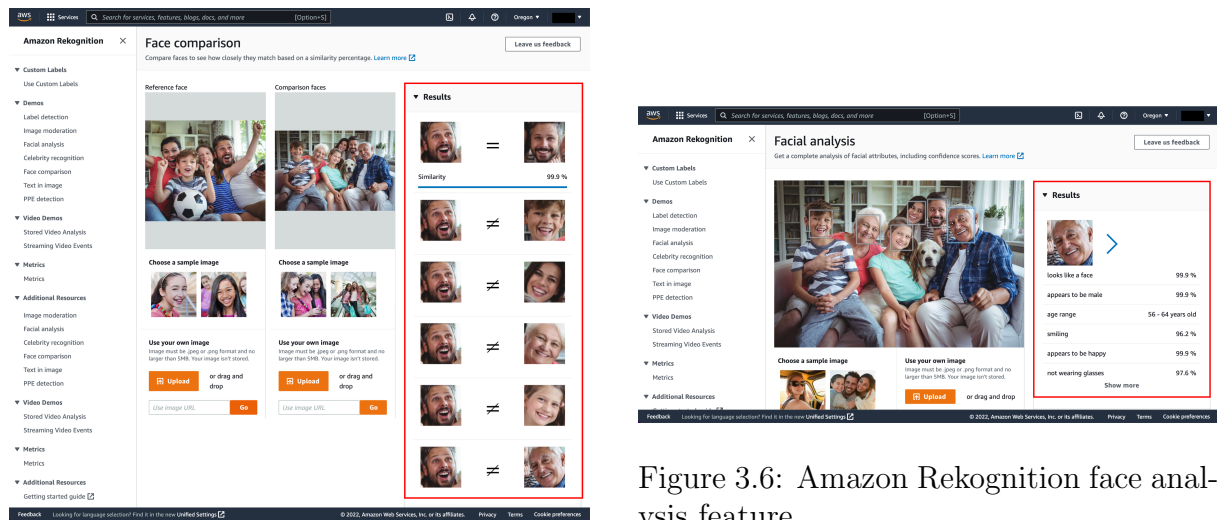 aws Services Search for services, features, blogs, docs, and more [Option+S] Oregon
Amazon Rekognition
Custom Labels
Use Custom Labels
Demos
Label detection
Image moderation
Facial analysis
Celebrity recognition
Face comparison
Text in image
PPE detection
Video Demos
Stored Video Analysis
Streaming Video Events
Metrics
Metrics
Additional Resources
Image moderation
Facial analysis
Celebrity recognition
Face comparison
Text in image
PPE detection
Video Demos
Stored Video Analysis
Streaming Video Events
Metrics
Metrics
Additional Resources
Getting started guide
Face comparison
Leave us feedback
Compare faces to see how closely they match based on a similarity percentage. Learn more
Reference face
Comparison faces
Choose a sample image
Choose a sample image
Use your own image
Image must be .jpeg or .png format and no
larger than 5MB. Your image isn't stored.
Upload or drag and
drop
Use image URL Go
Use your own image
Image must be .jpeg or .png format and no
larger than 5MB. Your image isn't stored.
Upload or drag and
drop
Use image URL Go
Results
=
Similarity 99.9 %
≠
≠
≠
≠
≠
Feedback Looking for language selection? Find it in the new Unified Settings © 2022, Amazon Web Services, Inc. or its affiliates. Privacy Terms Cookie preferences
aws Services Search for services, features, blogs, docs, and more [Option+S] Oregon
Amazon Rekognition
Custom Labels
Use Custom Labels
Demos
Label detection
Image moderation
Facial analysis
Celebrity recognition
Face comparison
Text in image
PPE detection
Video Demos
Stored Video Analysis
Streaming Video Events
Metrics
Metrics
Additional Resources
Facial analysis
Leave us feedback
Get a complete analysis of facial attributes, including confidence scores. Learn more
Choose a sample image
Use your own image
Image must be .jpeg or .png format and no
larger than 5MB. Your image isn't stored.
Upload or drag and drop
Results
looks like a face 99.9 %
appears to be male 99.9 %
age range 56 - 64 years old
smiling 96.2 %
appears to be happy 99.9 %
not wearing glasses 97.6 %
Show more
Feedback Looking for language selection? Find it in the new Unified Settings © 2022, Amazon Web Services, Inc. or its affiliates. Privacy Terms Cookie preferences
Figure 3.6: Amazon Rekognition face anal-
ysis feature